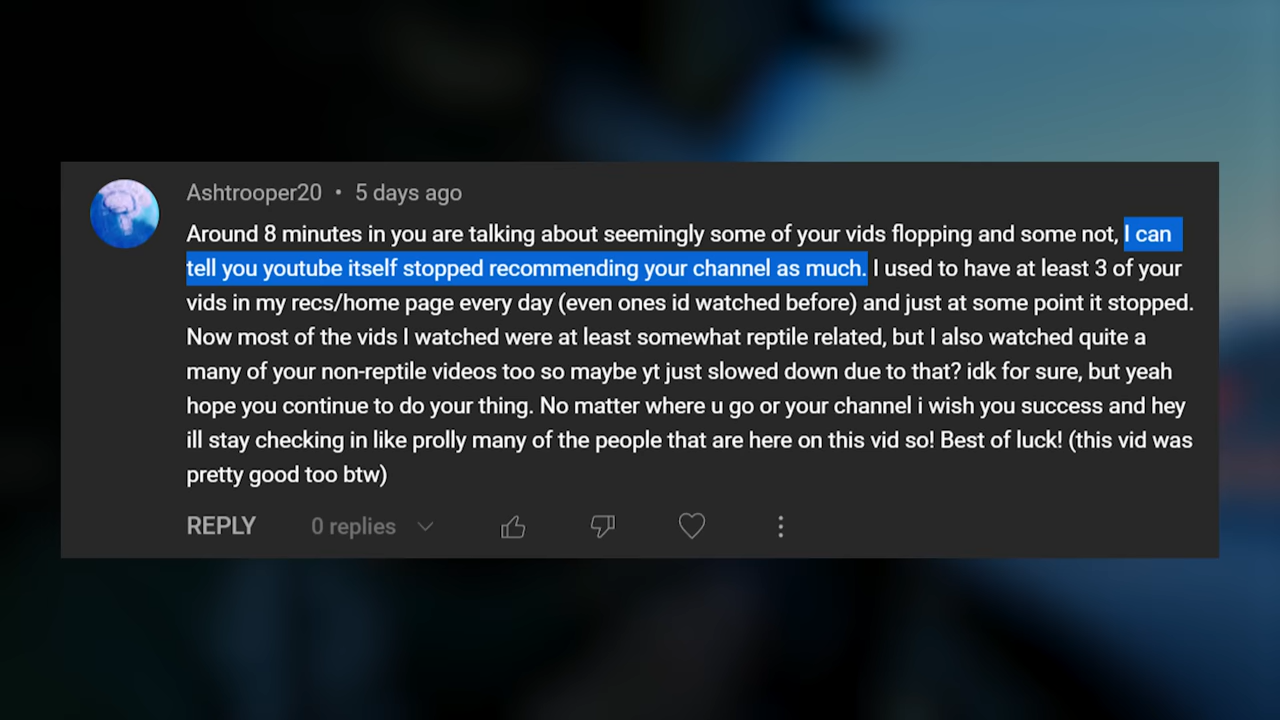 Ashtrooper20 • 5 days ago
Around 8 minutes in you are talking about seemingly some of your vids flopping and some not, I can
tell you youtube itself stopped recommending your channel as much. I used to have at least 3 of your
vids in my recs/home page every day (even ones id watched before) and just at some point it stopped.
Now most of the vids I watched were at least somewhat reptile related, but I also watched quite a
many of your non-reptile videos too so maybe yt just slowed down due to that? idk for sure, but yeah
hope you continue to do your thing. No matter where u go or your channel i wish you success and hey
ill stay checking in like prolly many of the people that are here on this vid so! Best of luck! (this vid was
pretty good too btw)
REPLY 0 replies